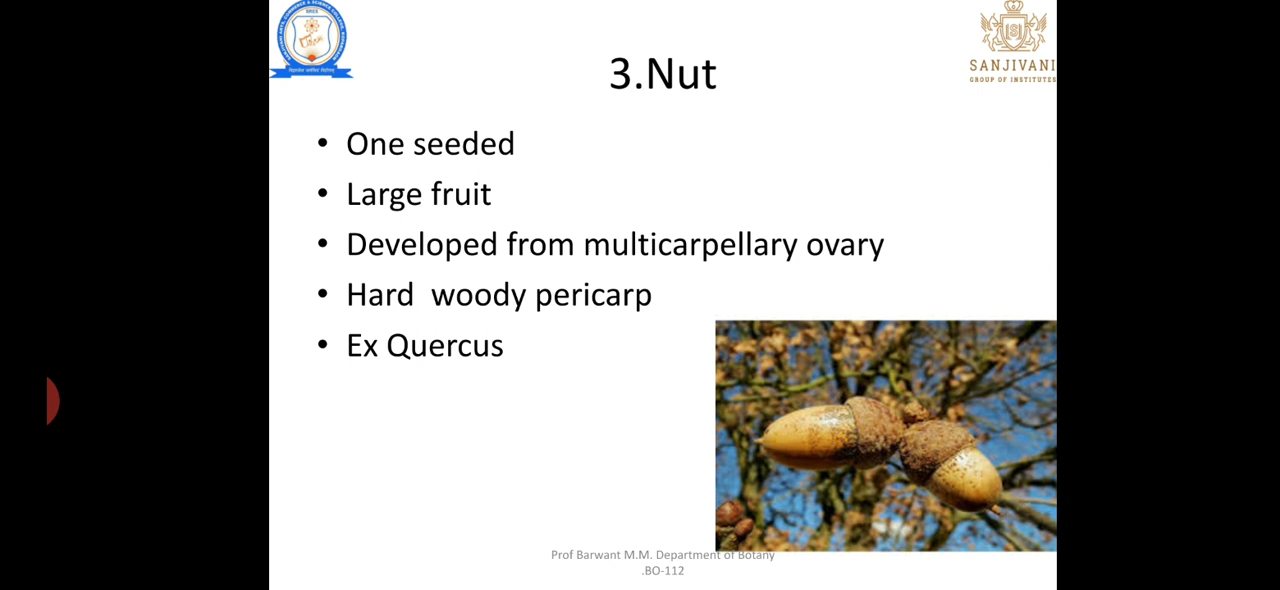 SRES
SANJIVANI
GROUP OF INSTITUTES
3.Nut
• One seeded
• Large fruit
• Developed from multicarpellary ovary
• Hard  woody pericarp
• Ex Quercus
Prof Barwant M.M. Department of Botany
.BO-112